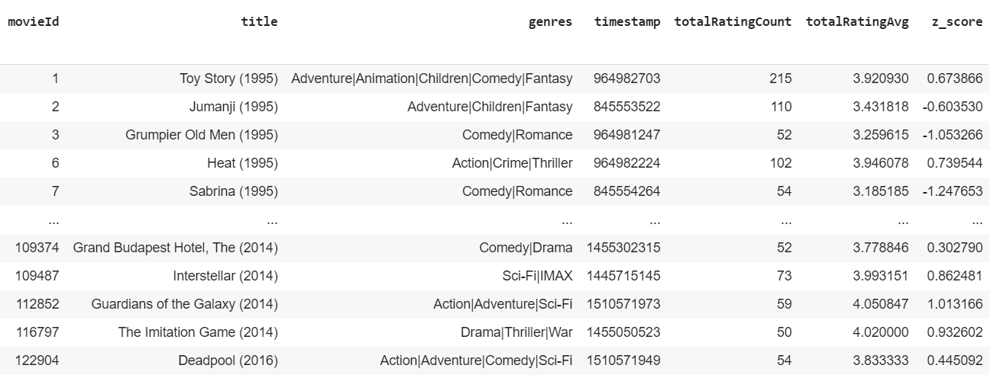 movieId title genres timestamp totalRatingCount totalRatingAvg z_score
1 Toy Story (1995) Adventure|Animation|Children|Comedy|Fantasy 964982703 215 3.920930 0.673866
2 Jumanji (1995) Adventure|Children|Fantasy 845553522 110 3.431818 -0.603530
3 Grumpier Old Men (1995) Comedy|Romance 964981247 52 3.259615 -1.053266
6 Heat (1995) Action|Crime|Thriller 964982224 102 3.946078 0.739544
7 Sabrina (1995) Comedy|Romance 845554264 54 3.185185 -1.247653
... ... ... ... ... ... ...
109374 Grand Budapest Hotel, The (2014) Comedy|Drama 1455302315 52 3.778846 0.302790
109487 Interstellar (2014) Sci-Fi|IMAX 1445715145 73 3.993151 0.862481
112852 Guardians of the Galaxy (2014) Action|Adventure|Sci-Fi 1510571973 59 4.050847 1.013166
116797 The Imitation Game (2014) Drama|Thriller|War 1455050523 50 4.020000 0.932602
122904 Deadpool (2016) Action|Adventure|Comedy|Sci-Fi 1510571949 54 3.833333 0.445092